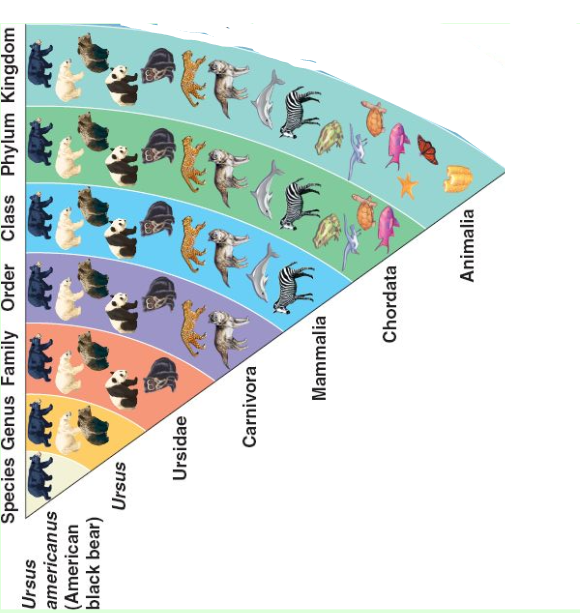 Species Genus Family Order Class Phylum Kingdom
Ursus
americanus
(American
black bear)
Ursus
Ursidae
Carnivora
Mammalia
Chordata
Animalia